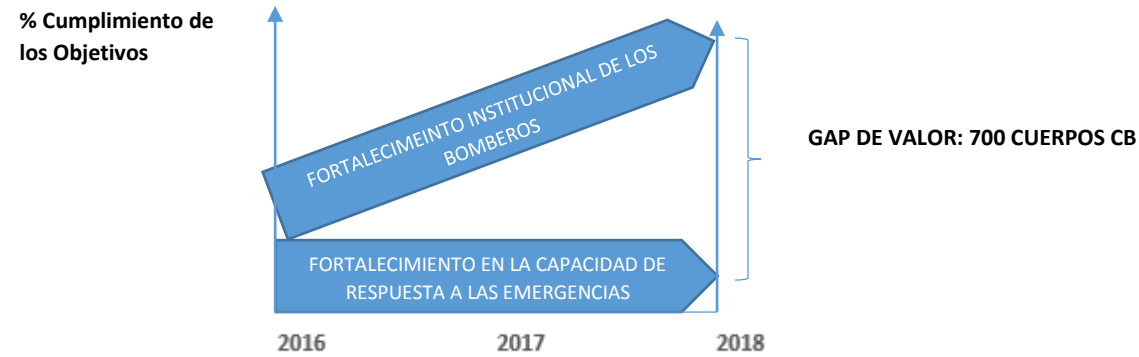 % Cumplimiento de
los Objetivos
FORTALECIMEINTO INSTITUCIONAL DE LOS
BOMBEROS
GAP DE VALOR: 700 CUERPOS CB
FORTALECIMIENTO EN LA CAPACIDAD DE
RESPUESTA A LAS EMERGENCIAS
2016 2017 2018